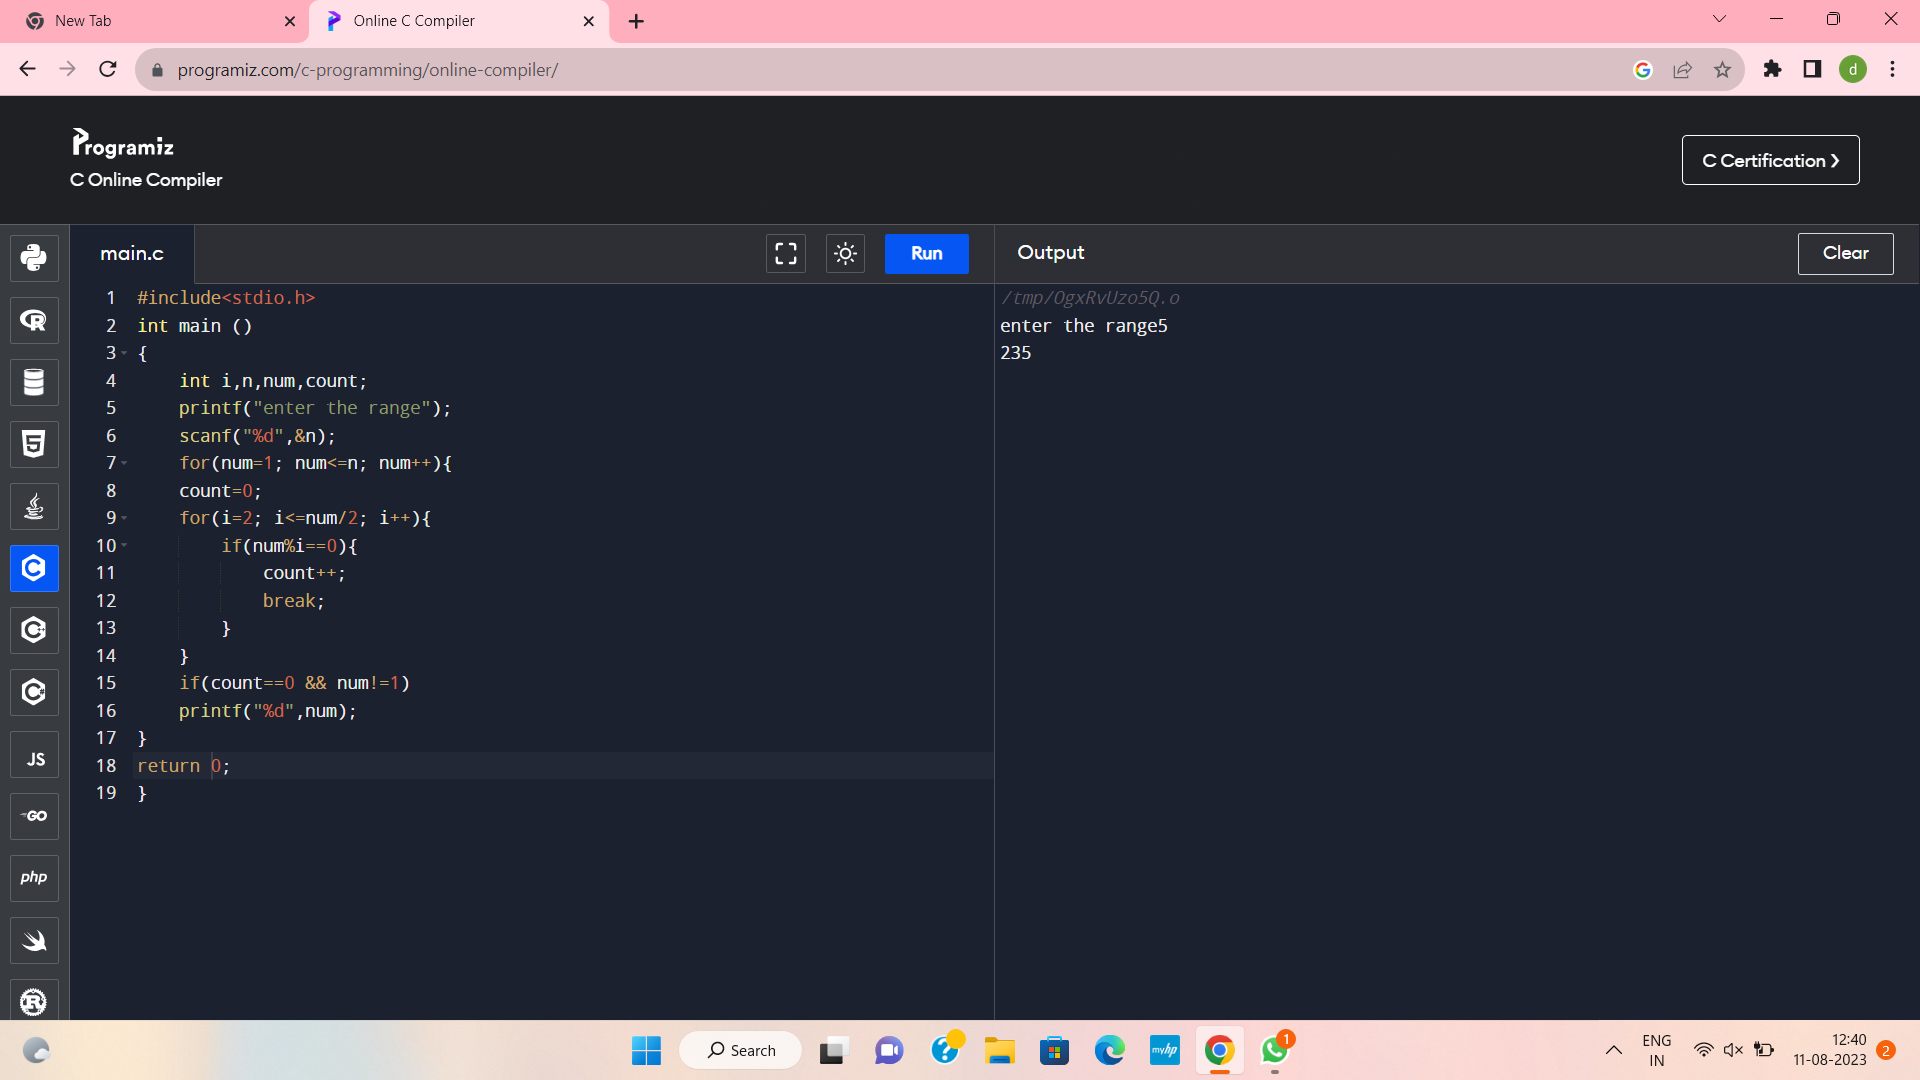 New Tab
Online C Compiler
programiz.com/c-programming/online-compiler/
d
Programiz
C Online Compiler
C Certification ❯
main.c
Run
Output
Clear
1 #include<stdio.h>
2 int main ()
3 {
4 int i,n,num,count;
5 printf("enter the range");
6 scanf("%d",&n);
7 for(num=1; num<=n; num++){
8 count=0;
9 for(i=2; i<=num/2; i++){
10 if(num%i==0){
11 count++;
12 break;
13 }
14 }
15 if(count==0 && num!=1)
16 printf("%d",num);
17 }
18 return 0;
19 }
/tmp/OgxRvUzo5Q.o
enter the range5
235
R
5
C
C
C
JS
GO
php
R
Search
?
myhp
1
ENG
IN
12:40
11-08-2023
2